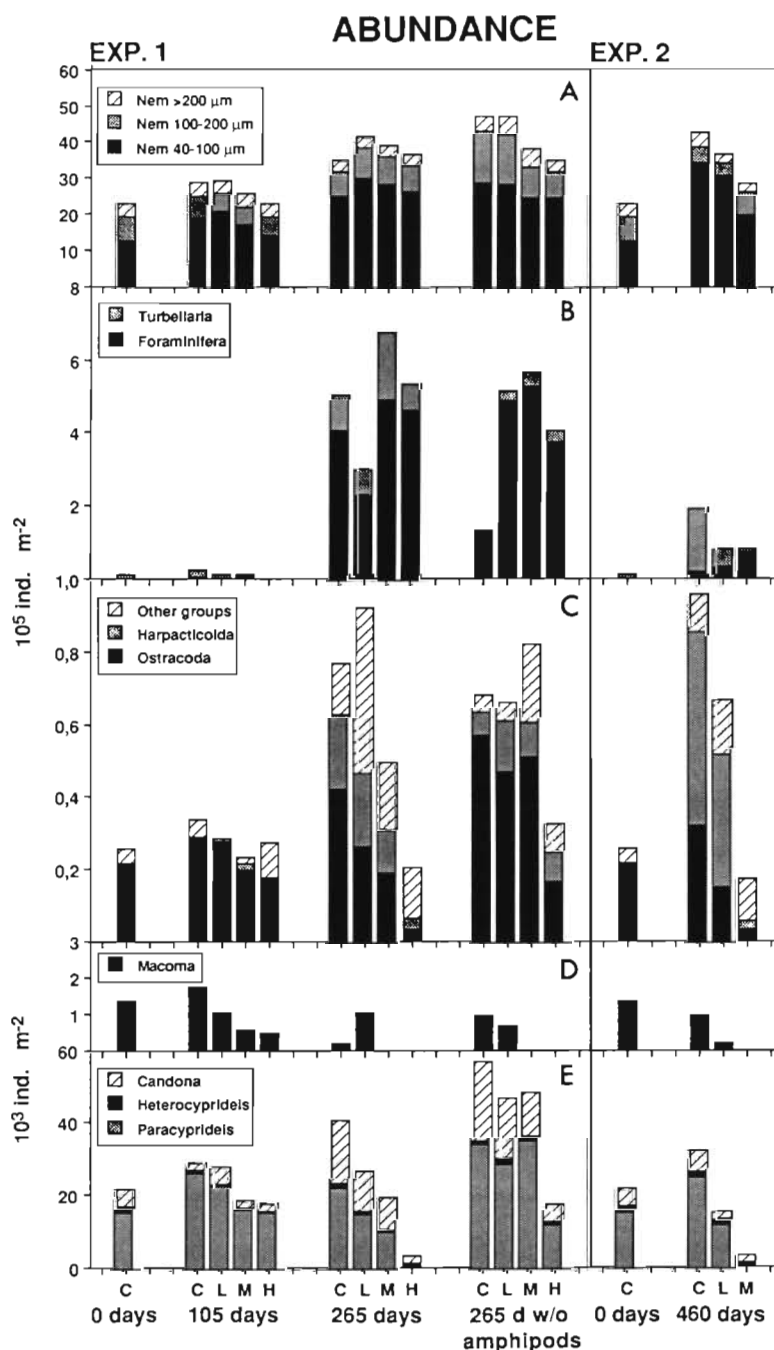 ABUNDANCE
EXP. 1
EXP. 2
60
50
40
30
20
10
8
Nem >200 µm
Nem 100-200 µm
Nem 40-100 µm
A
6
4
2
1,0
Turbellaria
Foraminifera
B
10⁵ ind. m⁻²
0,8
0,6
0,4
0,2
3
Other groups
Harpacticoida
Ostracoda
C
2
1
60
Macoma
D
10³ ind. m⁻²
40
20
0
Candona
Heterocyprideis
Paracyprideis
E
C C L M H C L M H C L M H C C L M
0 days 105 days 265 days 265 d w/o amphipods 0 days 460 days